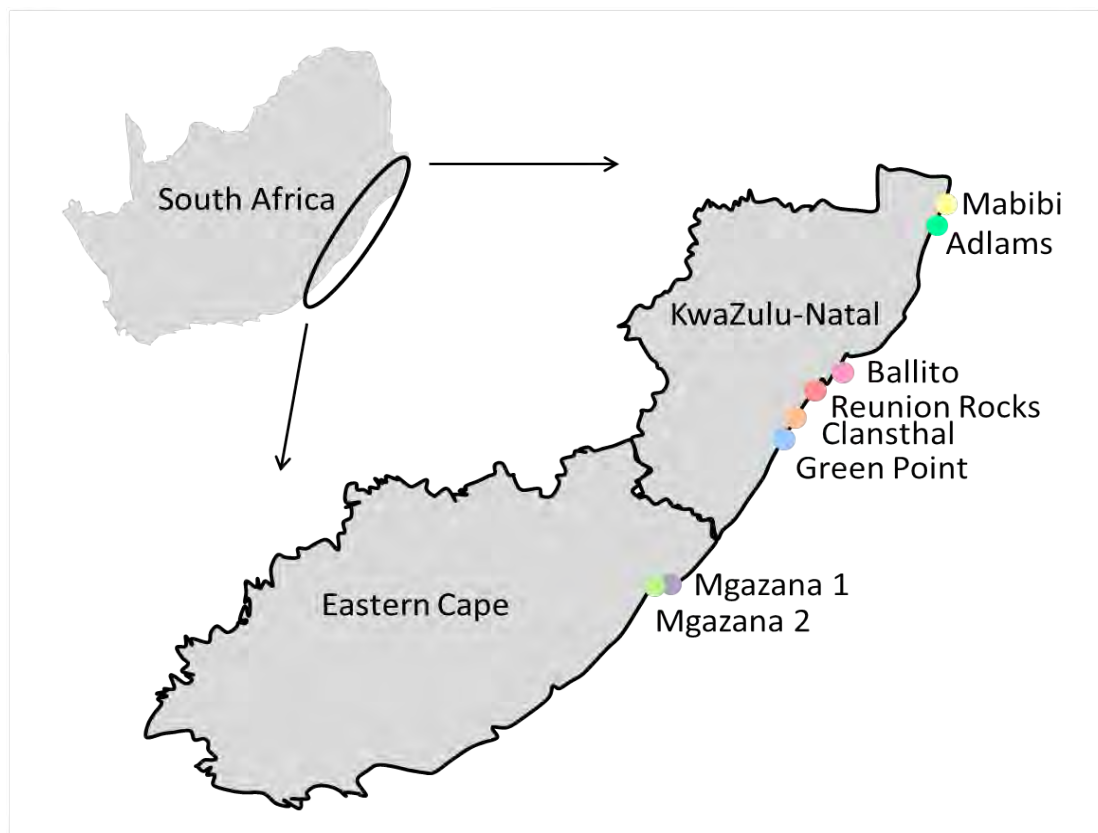 South Africa
Mabibi
Adlams
KwaZulu-Natal
Ballito
Reunion Rocks
Clansthal
Green Point
Mgazana 1
Eastern Cape
Mgazana 2